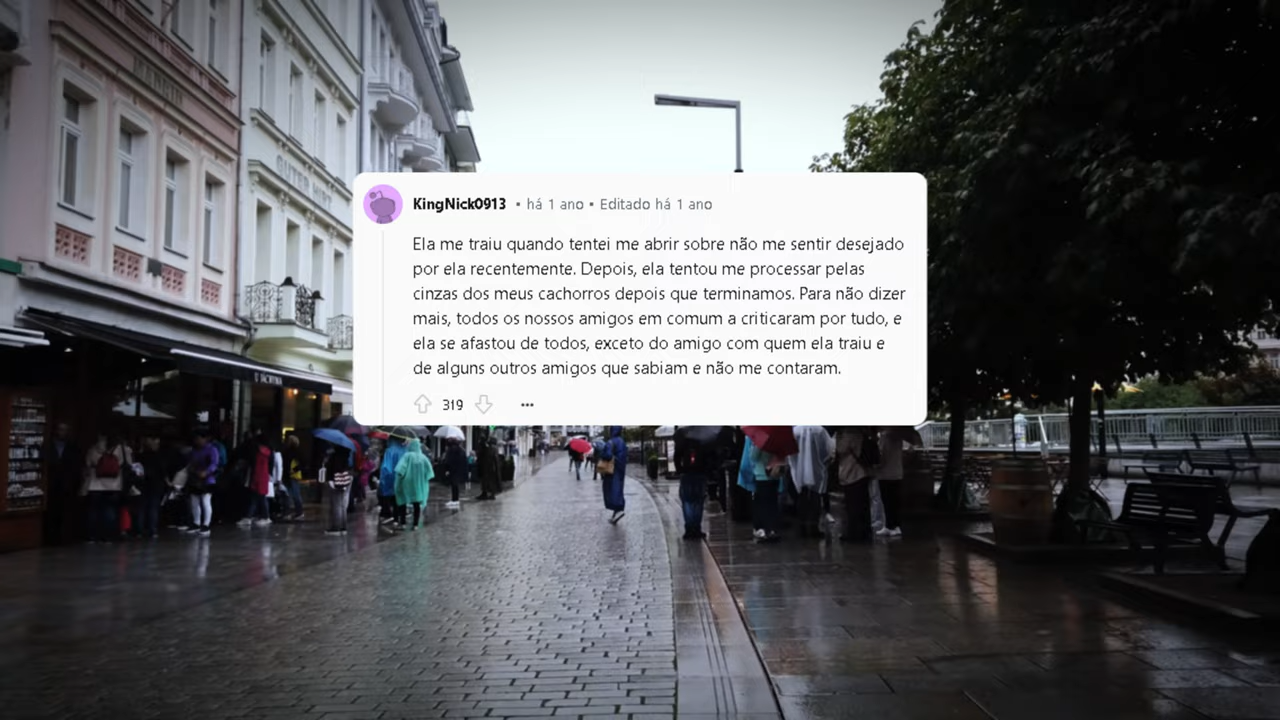 MADRID
KingNick0913 • há 1 ano • Editado há 1 ano
Ela me traiu quando tentei me abrir sobre não me sentir desejado
por ela recentemente. Depois, ela tentou me processar pelas
cinzas dos meus cachorros depois que terminamos. Para não dizer
mais, todos os nossos amigos em comum a criticaram por tudo, e
ela se afastou de todos, exceto do amigo com quem ela traiu e
de alguns outros amigos que sabiam e não me contaram.
319 •••